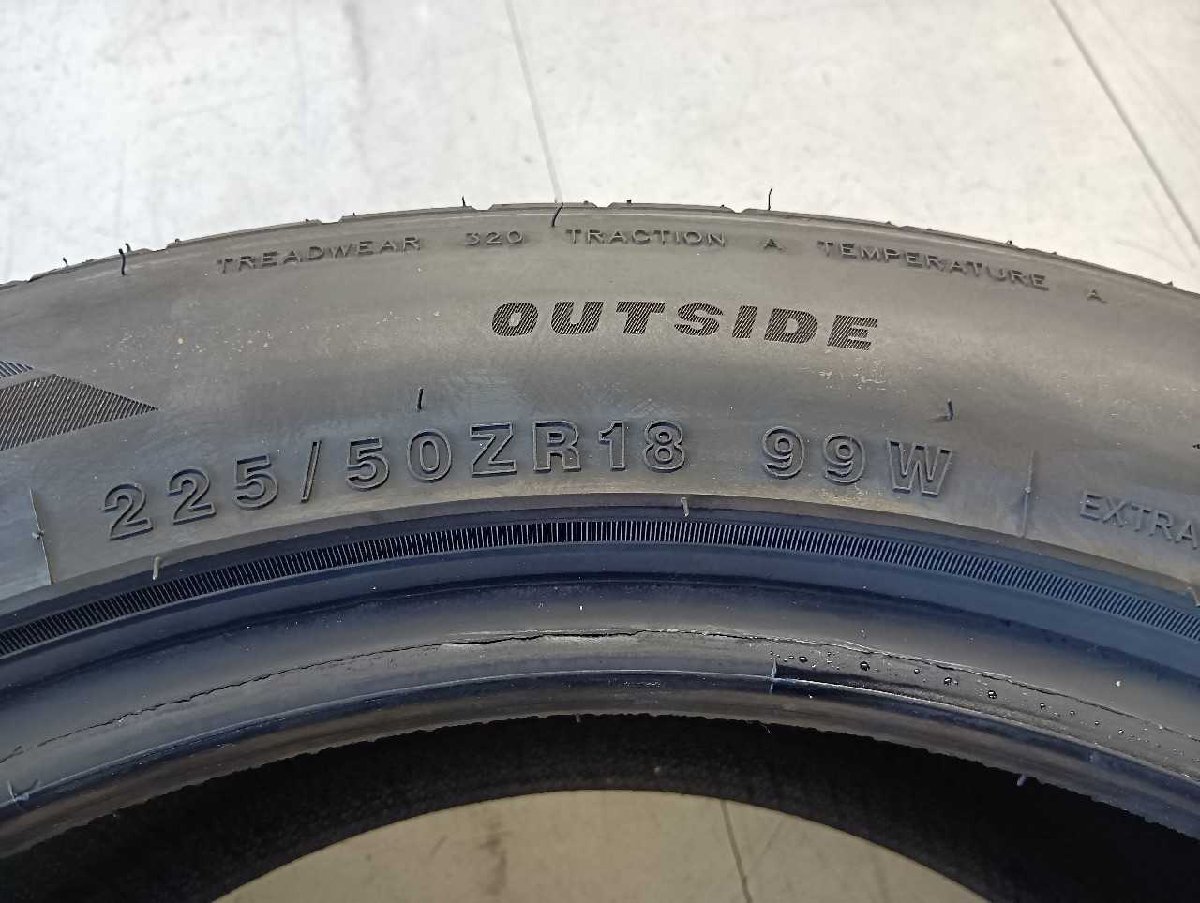 TREADWEAR 320 TRACTION A TEMPERATURE A
OUTSIDE
225/50ZR18 99W
EXTRA